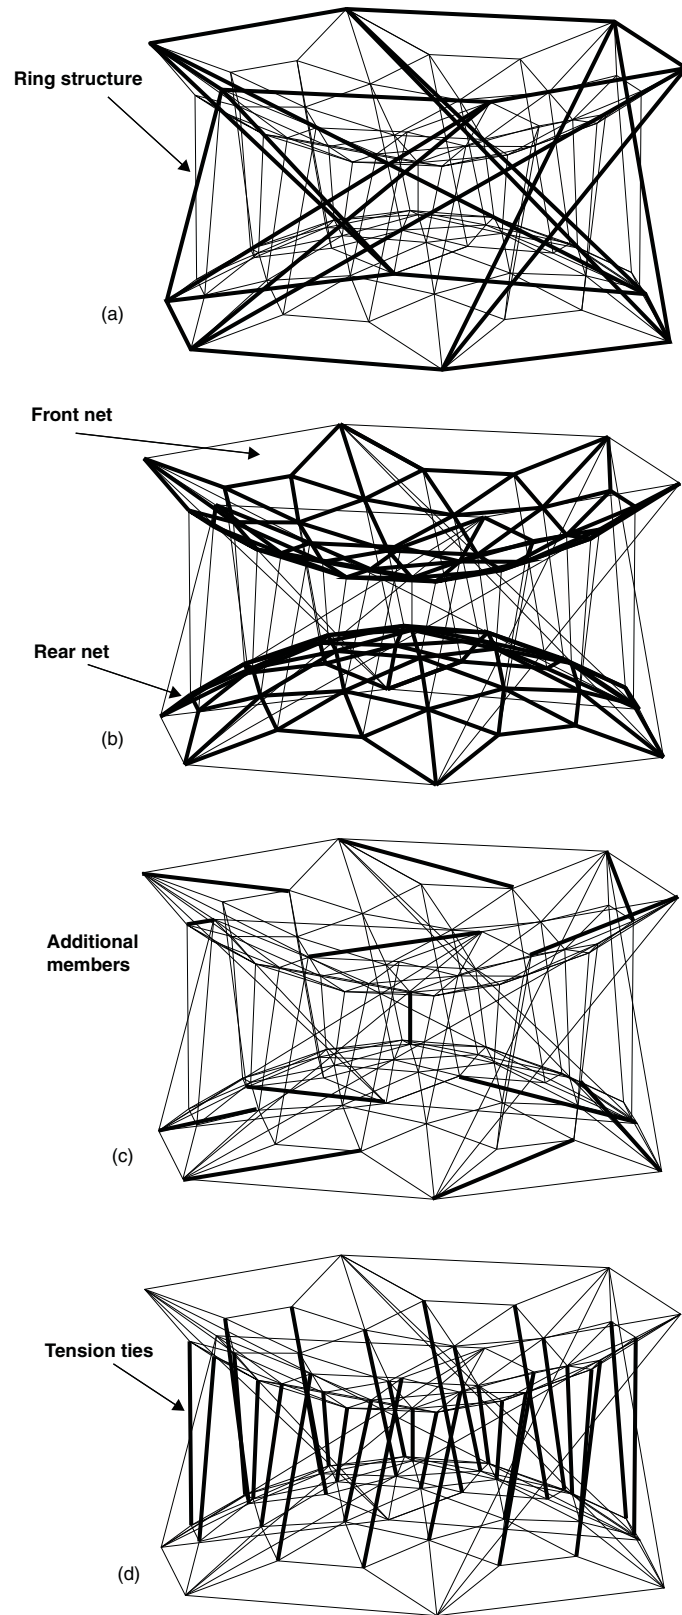 Ring structure
(a)
Front net
Rear net
(b)
Additional
members
(c)
Tension ties
(d)